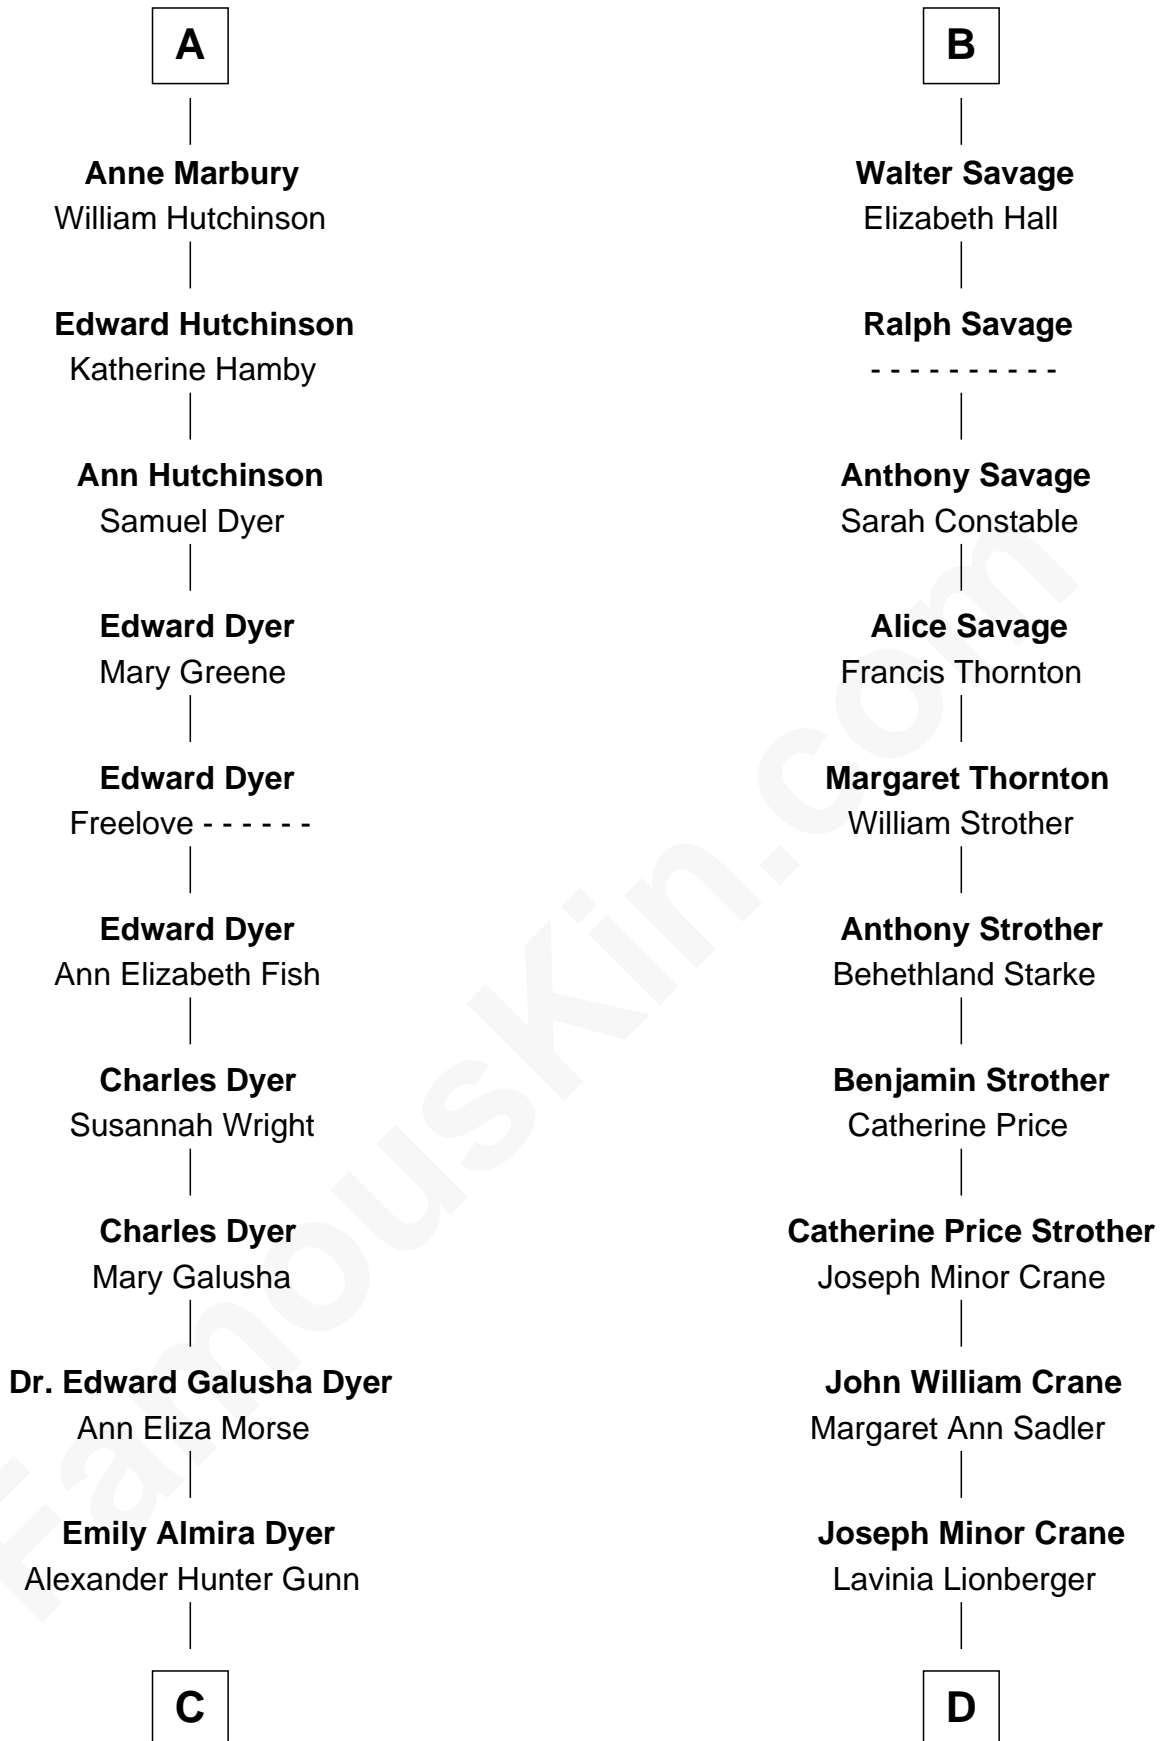 A
Anne Marbury
William Hutchinson
Edward Hutchinson
Katherine Hamby
Ann Hutchinson
Samuel Dyer
Edward Dyer
Mary Greene
Edward Dyer
Freelove - - - - - -
Edward Dyer
Ann Elizabeth Fish
Charles Dyer
Susannah Wright
Charles Dyer
Mary Galusha
Dr. Edward Galusha Dyer
Ann Eliza Morse
Emily Almira Dyer
Alexander Hunter Gunn
C
B
Walter Savage
Elizabeth Hall
Ralph Savage
- - - - - - - - - -
Anthony Savage
Sarah Constable
Alice Savage
Francis Thornton
Margaret Thornton
William Strother
Anthony Strother
Behethland Starke
Benjamin Strother
Catherine Price
Catherine Price Strother
Joseph Minor Crane
John William Crane
Margaret Ann Sadler
Joseph Minor Crane
Lavinia Lionberger
D
FamousKin.com